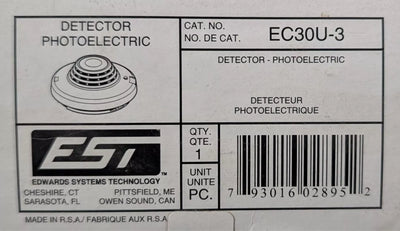 DETECTOR
PHOTOELECTRIC
CAT. NO.
NO. DE CAT.
EC30U-3
DETECTOR - PHOTOELECTRIC
DETECTEUR
PHOTOELECTRIQUE
EST™
EDWARDS SYSTEMS TECHNOLOGY
CHESHIRE, CT PITTSFIELD, ME
SARASOTA, FL OWEN SOUND, CAN
QTY.
QTE.
1
UNIT
UNITE
PC.
7 93016 02895 2
MADE IN R.S.A./ FABRIQUE AUX R.S.A.